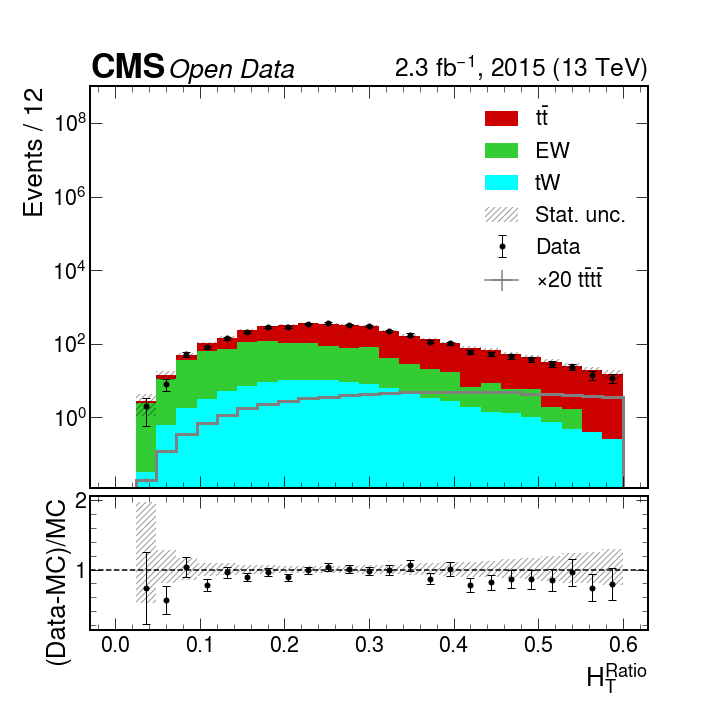 CMS Open Data 2.3 fb⁻¹, 2015 (13 TeV)
Events / 12
10⁸
10⁶
10⁴
10²
10⁰
tt̄
EW
tW
Stat. unc.
Data
×20 tt̄tt̄
(Data-MC)/MC
2
1
0.0 0.1 0.2 0.3 0.4 0.5 0.6
H_T^Ratio